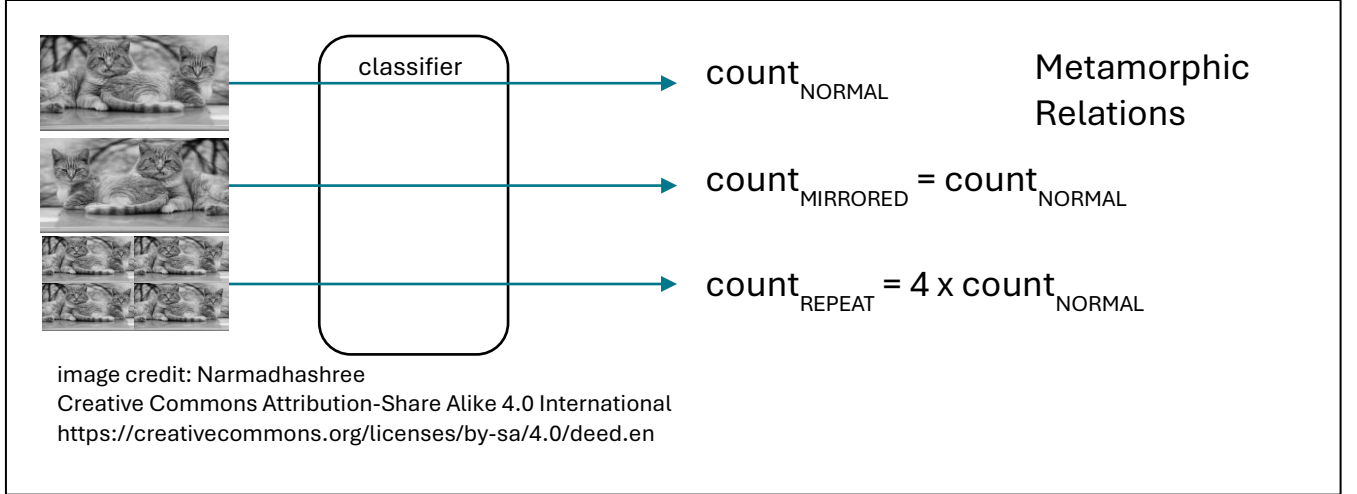 classifier
count_NORMAL
Metamorphic
Relations
count_MIRRORED = count_NORMAL
count_REPEAT = 4 x count_NORMAL
image credit: Narmadhashree
Creative Commons Attribution-Share Alike 4.0 International
https://creativecommons.org/licenses/by-sa/4.0/deed.en